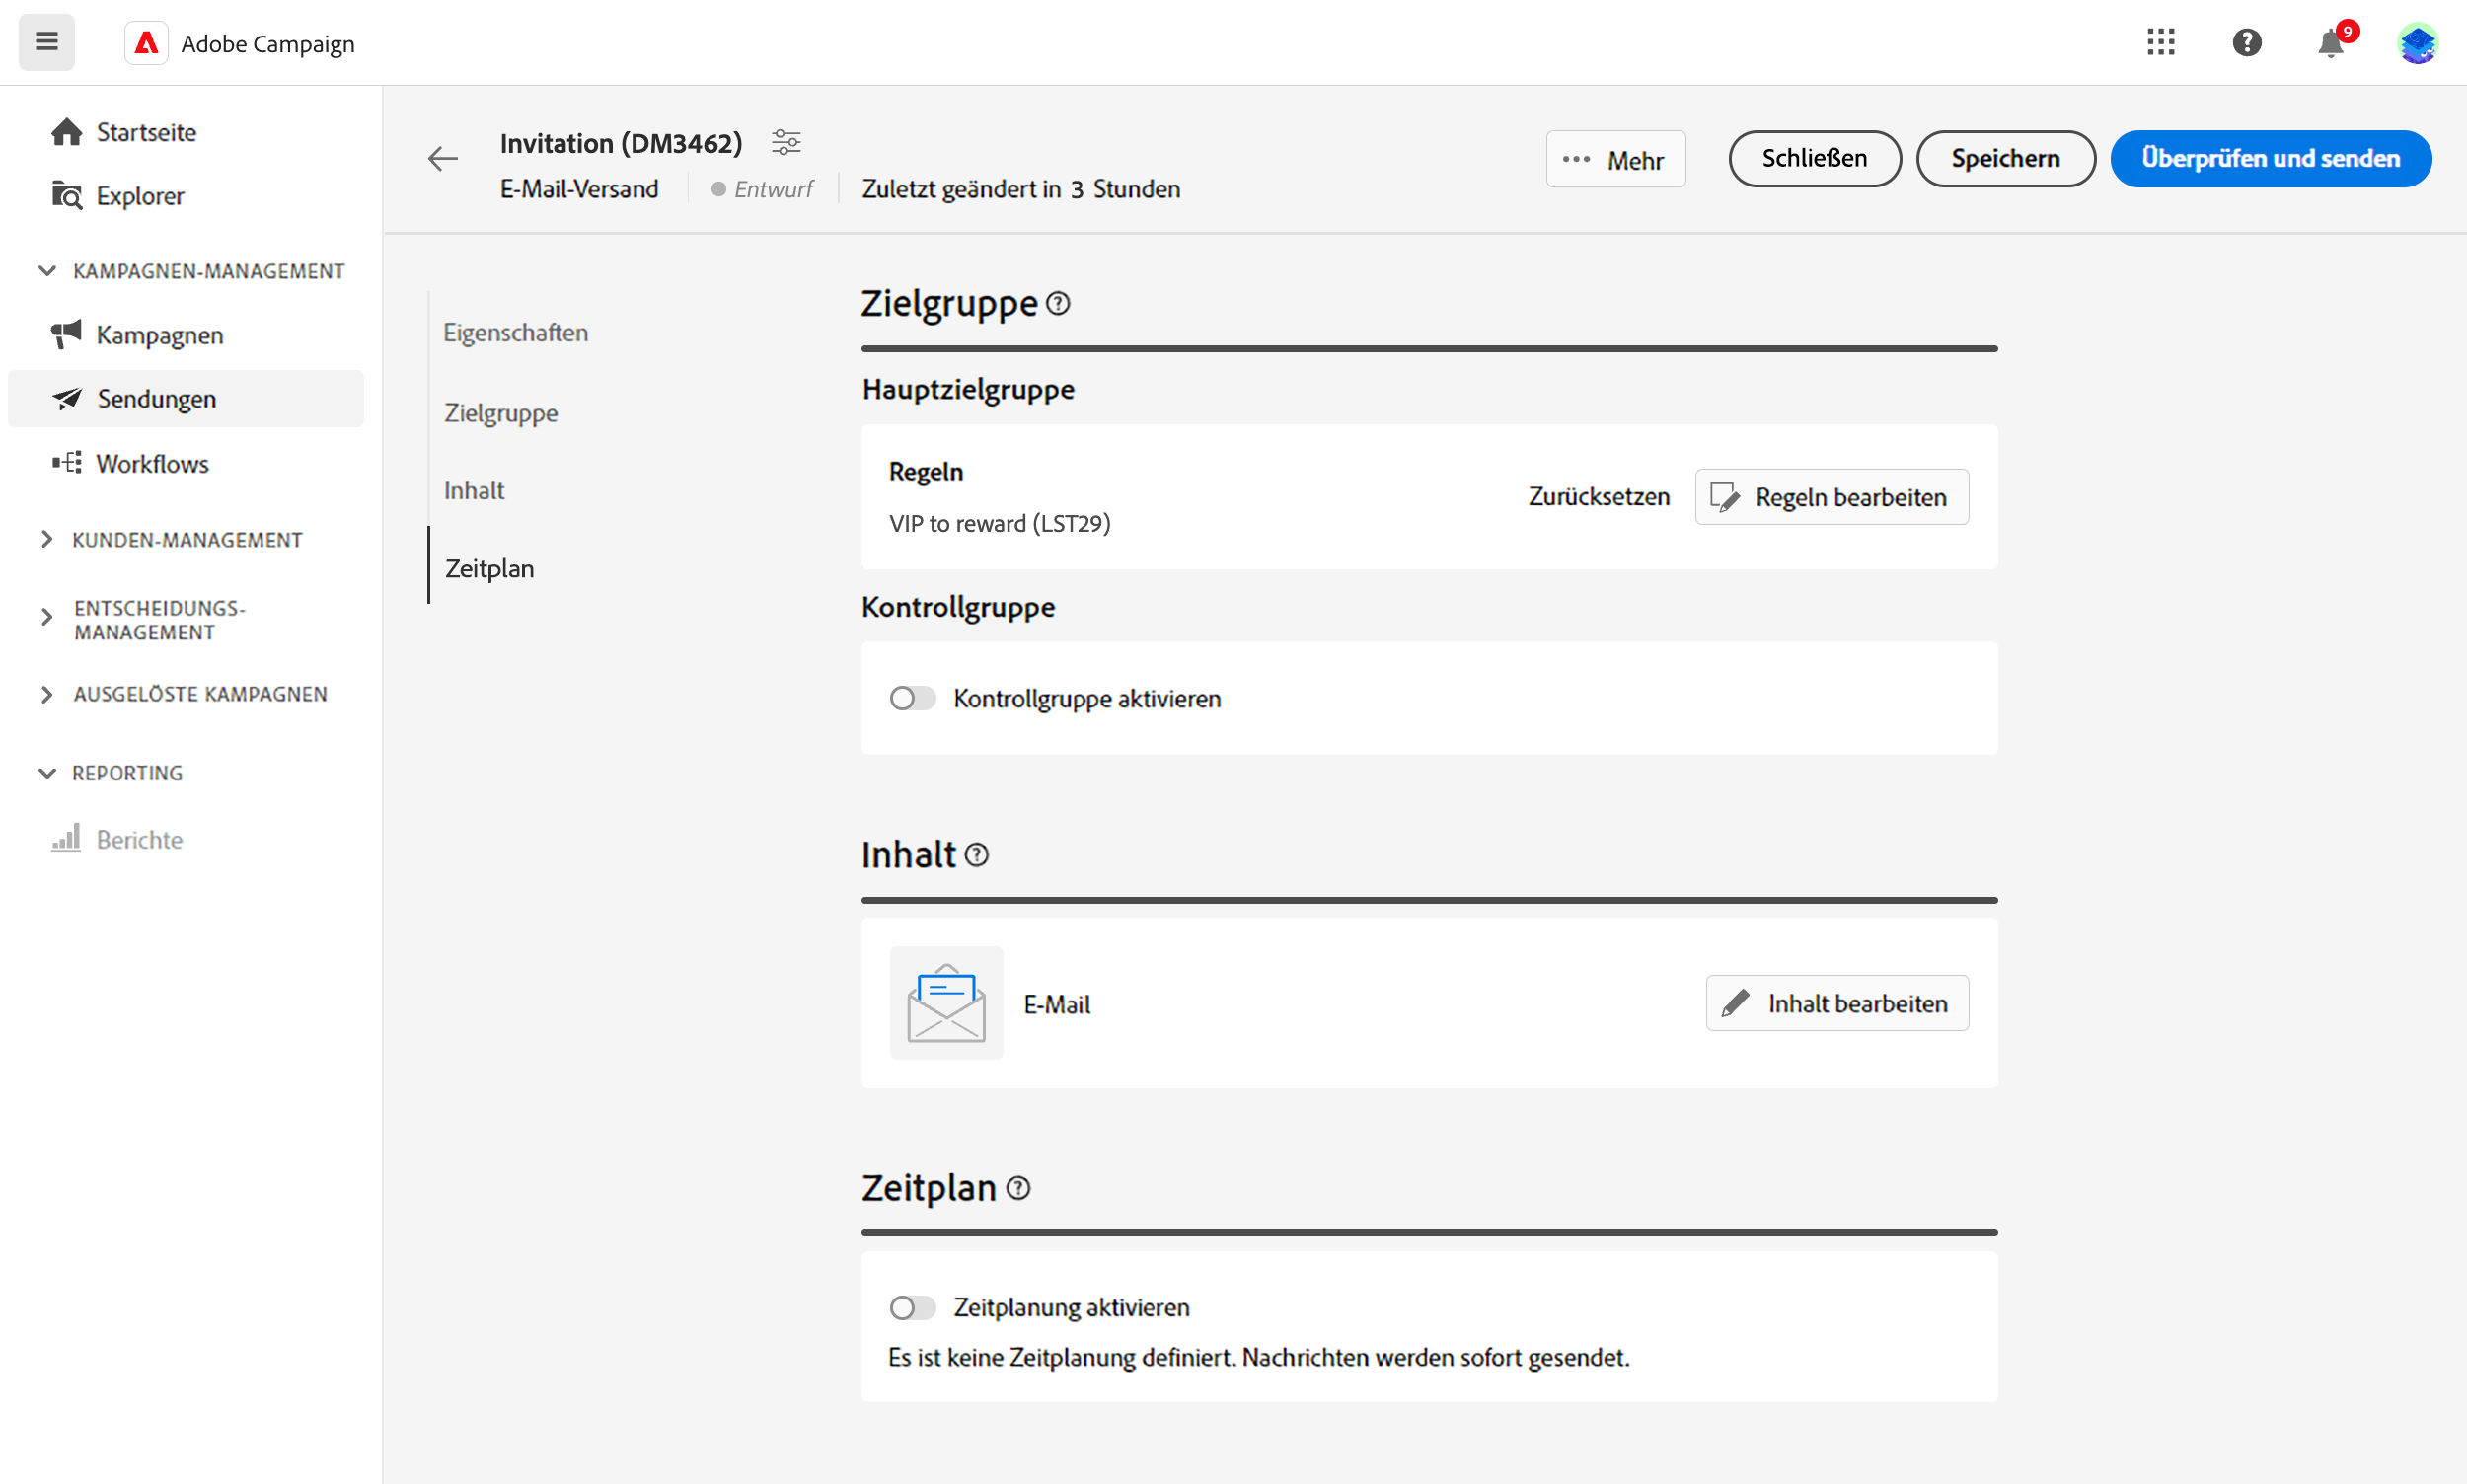 Adobe Campaign
9
Startseite
Explorer
KAMPAGNEN-MANAGEMENT
Kampagnen
Sendungen
Workflows
KUNDEN-MANAGEMENT
ENTSCHEIDUNGS-
MANAGEMENT
AUSGELÖSTE KAMPAGNEN
REPORTING
Berichte
Invitation (DM3462)
E-Mail-Versand
Entwurf
Zuletzt geändert in 3 Stunden
Mehr
Schließen
Speichern
Überprüfen und senden
Eigenschaften
Zielgruppe
Inhalt
Zeitplan
Zielgruppe
Hauptzielgruppe
Regeln
VIP to reward (LST29)
Zurücksetzen
Regeln bearbeiten
Kontrollgruppe
Kontrollgruppe aktivieren
Inhalt
E-Mail
Inhalt bearbeiten
Zeitplan
Zeitplanung aktivieren
Es ist keine Zeitplanung definiert. Nachrichten werden sofort gesendet.